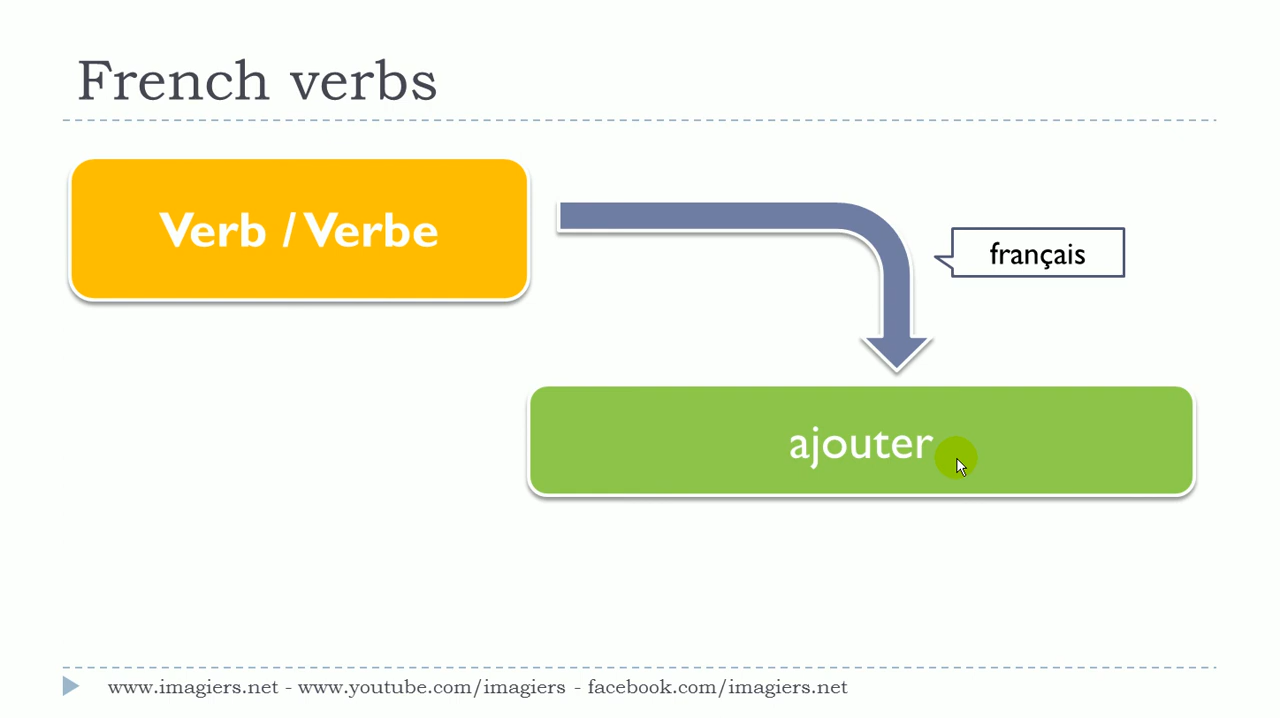 French verbs
Verb / Verbe
français
ajouter
www.imagiers.net - www.youtube.com/imagiers - facebook.com/imagiers.net